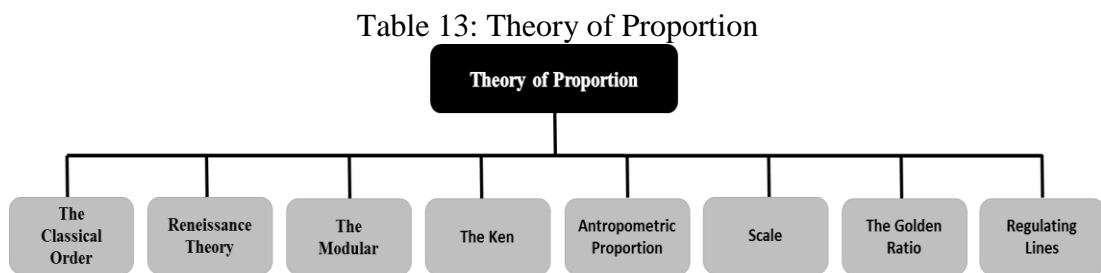 Table 13: Theory of Proportion
Theory of Proportion
The
Classical
Order
Reneissance
Theory
The
Modular
The Ken
Antropometric
Proportion
Scale
The Golden
Ratio
Regulating
Lines